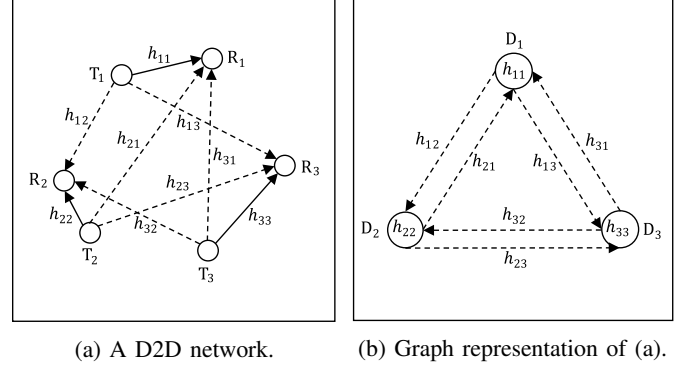 h₁₁
R₁
T₁
h₁₂
h₂₁
h₁₃
h₃₁
R₃
R₂
h₂₃
h₂₂
h₃₂
h₃₃
T₂
T₃
(a) A D2D network.
D₁
h₁₁
h₁₂
h₂₁
h₁₃
h₃₁
D₂
h₂₂
h₃₂
h₃₃
D₃
h₂₃
(b) Graph representation of (a).